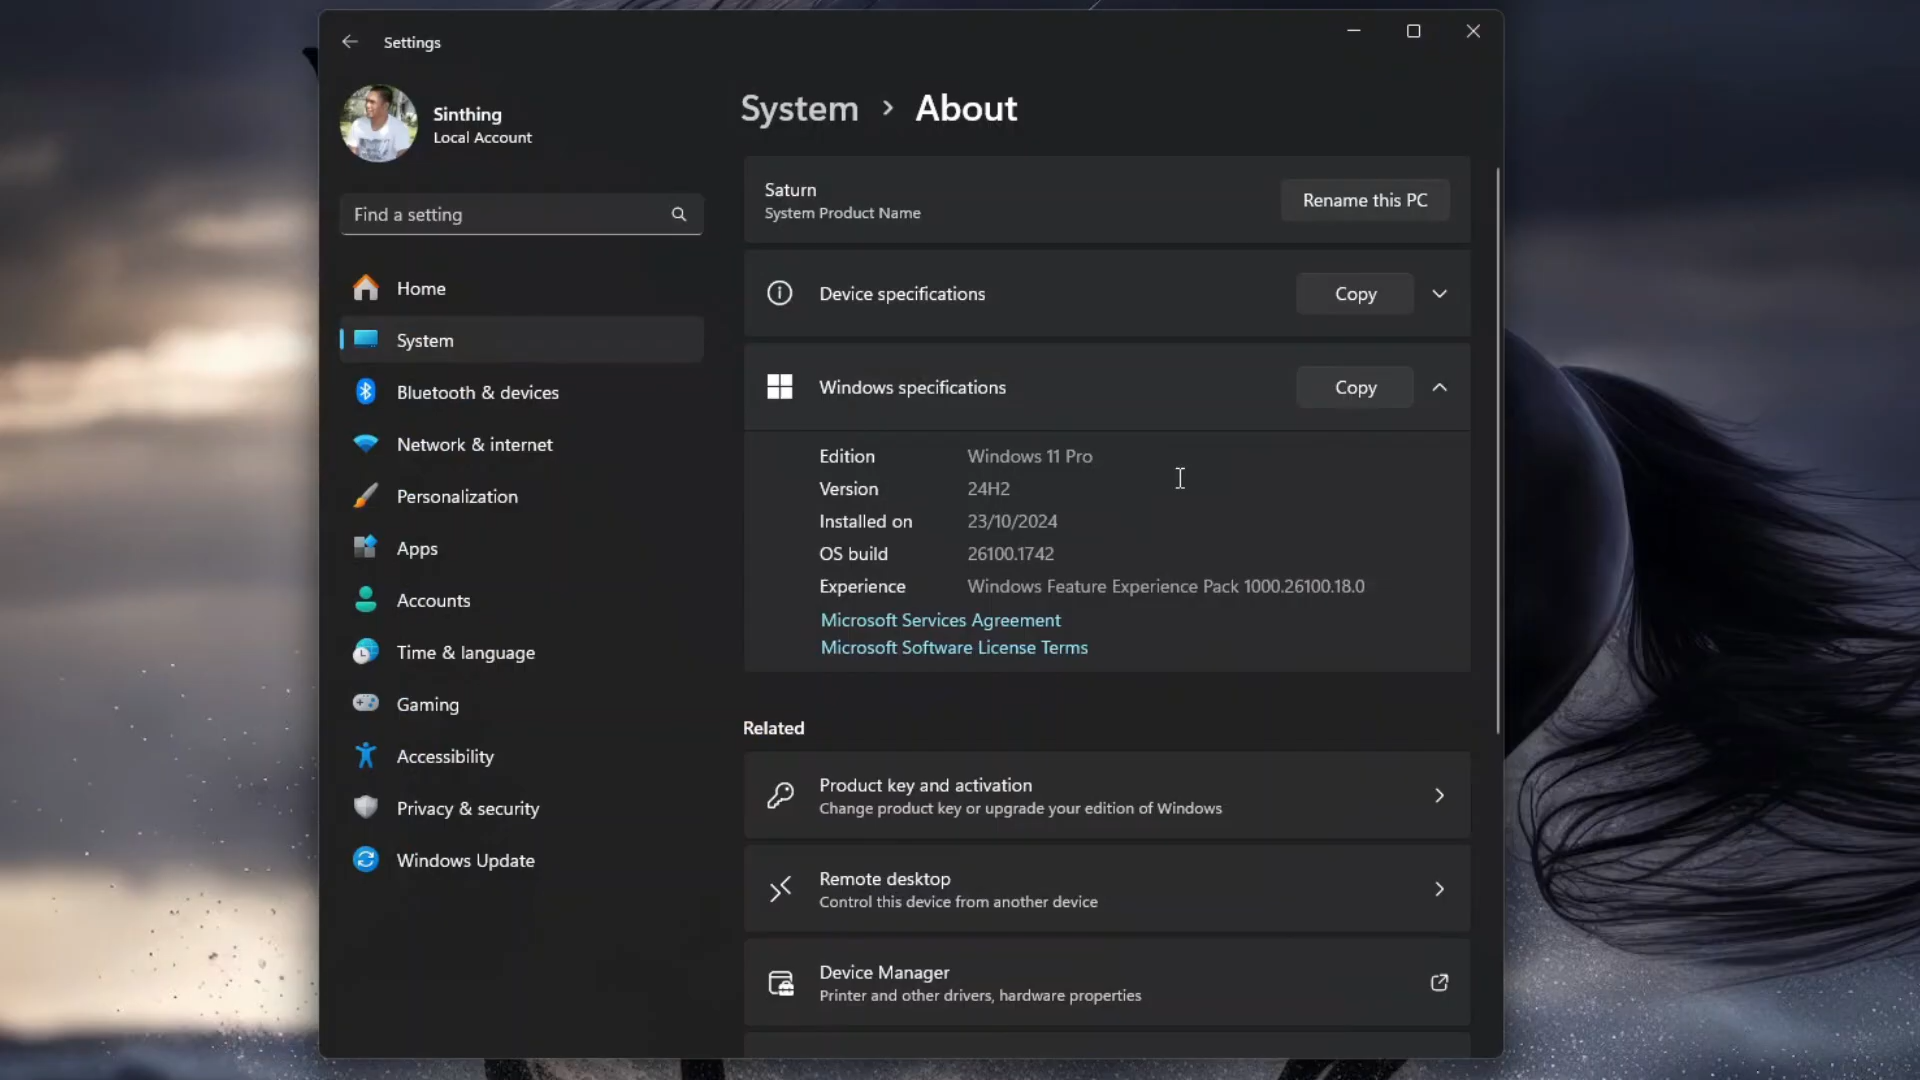 Settings
Sinthing
Local Account
Find a setting
Home
System
Bluetooth & devices
Network & internet
Personalization
Apps
Accounts
Time & language
Gaming
Accessibility
Privacy & security
Windows Update
System > About
Saturn
System Product Name
Rename this PC
Device specifications Copy
Windows specifications Copy
Edition Windows 11 Pro
Version 24H2
Installed on 23/10/2024
OS build 26100.1742
Experience Windows Feature Experience Pack 1000.26100.18.0
Microsoft Services Agreement
Microsoft Software License Terms
Related
Product key and activation
Change product key or upgrade your edition of Windows
Remote desktop
Control this device from another device
Device Manager
Printer and other drivers, hardware properties